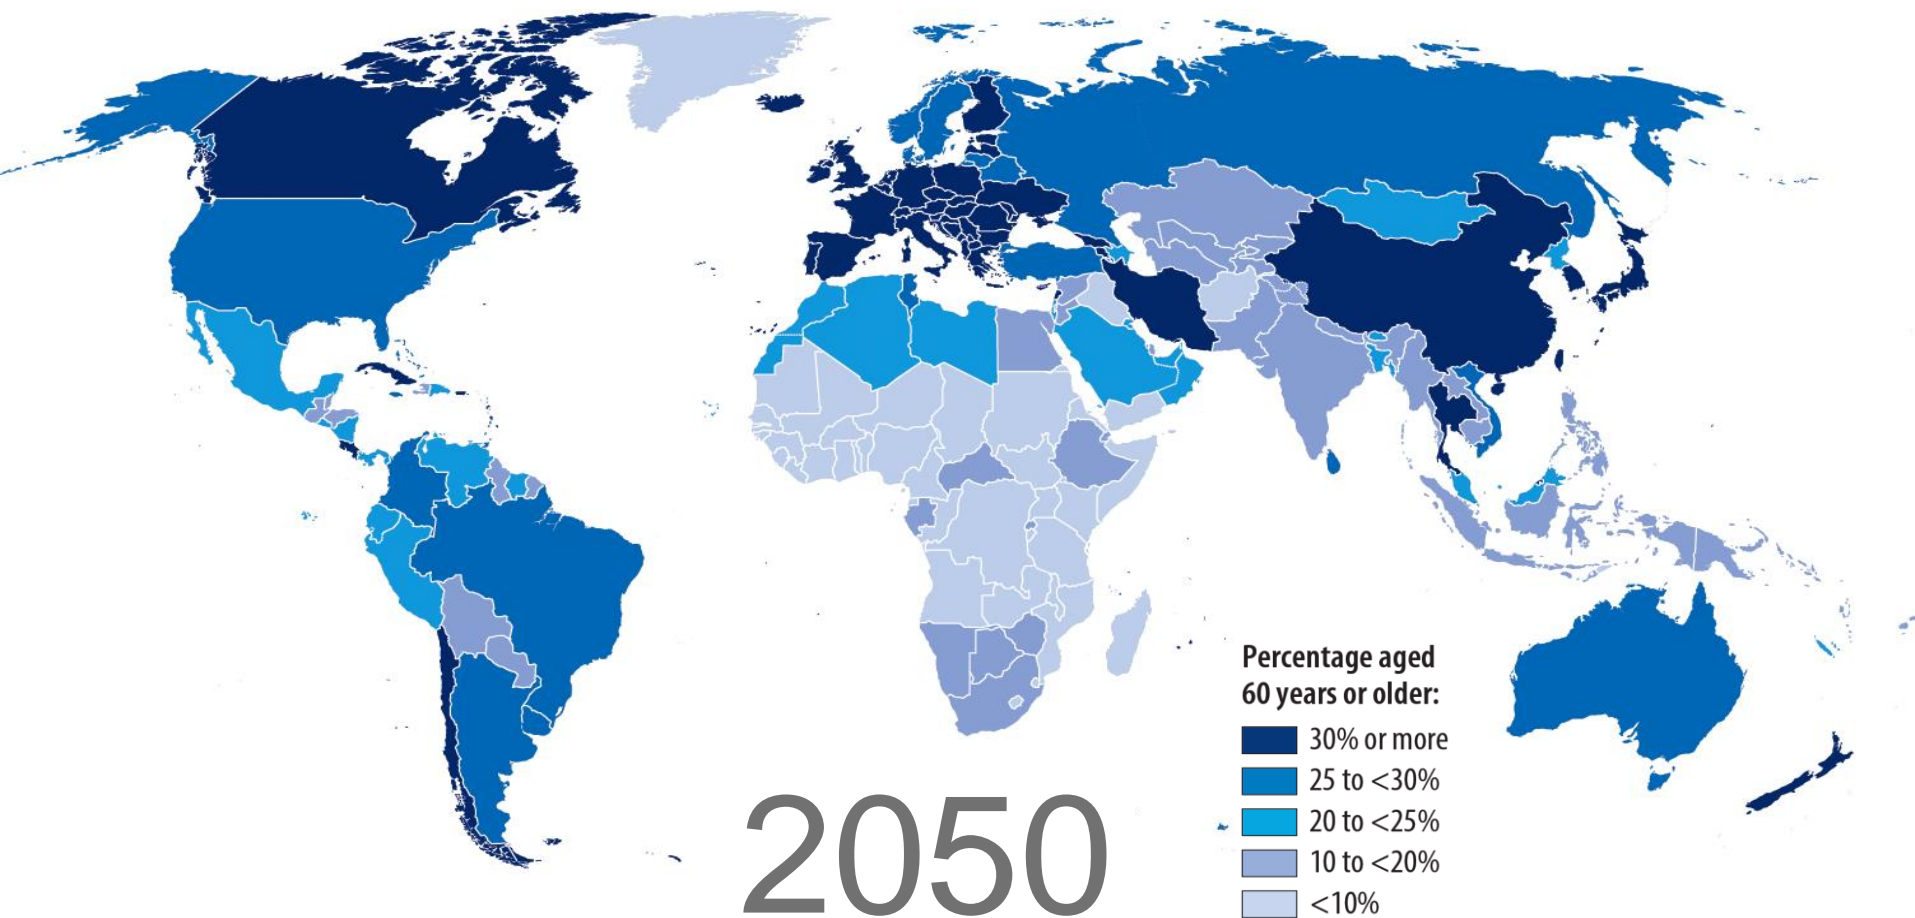 Percentage aged
60 years or older:
30% or more
25 to <30%
20 to <25%
10 to <20%
<10%
2050